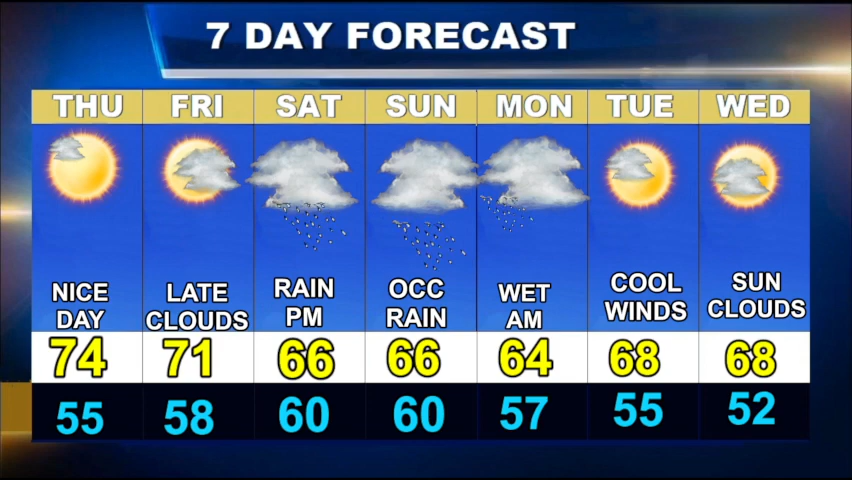 7 DAY FORECAST
THU FRI SAT SUN MON TUE WED
NICE DAY
LATE CLOUDS
RAIN PM
OCC RAIN
WET AM
COOL WINDS
SUN CLOUDS
74 71 66 66 64 68 68
55 58 60 60 57 55 52